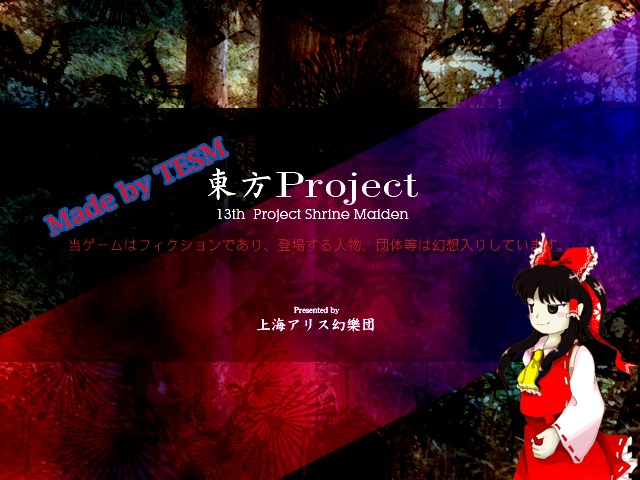 Made by TESM
東方Project
13th Project Shrine Maiden
当ゲームはフィクションであり、登場する人物、団体等は幻想入りしています。
Presented by
上海アリス幻樂団